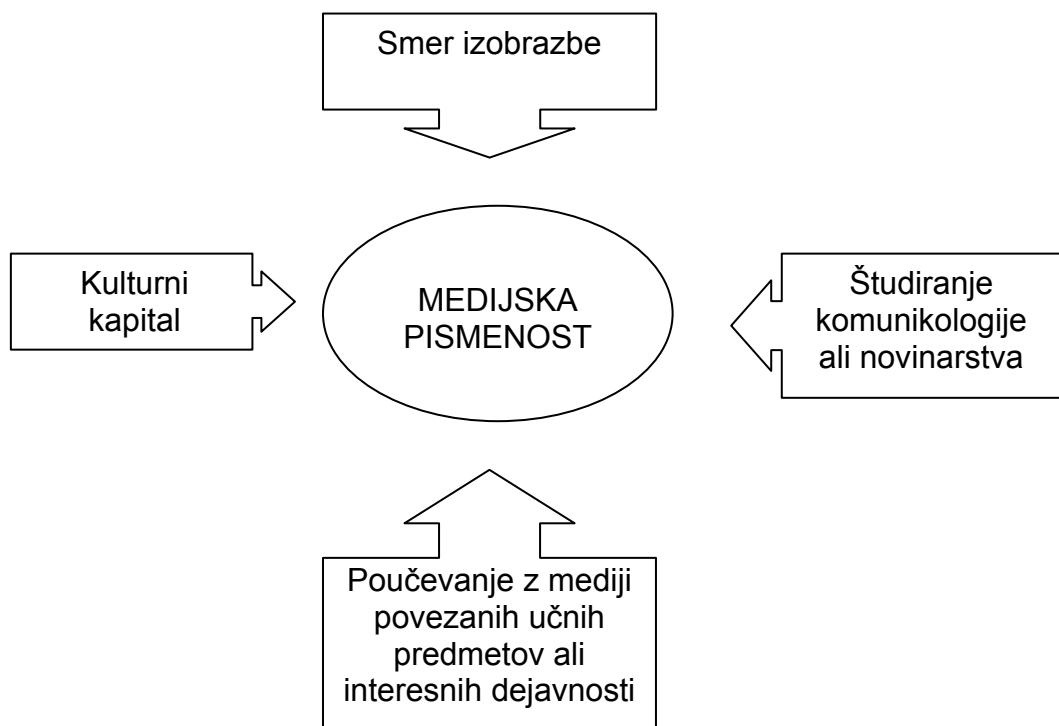 Smer izobrazbe
Kulturni
kapital
MEDIJSKA
PISMENOST
Študiranje
komunikologije
ali novinarstva
Poučevanje z mediji
povezanih učnih
predmetov ali
interesnih dejavnosti